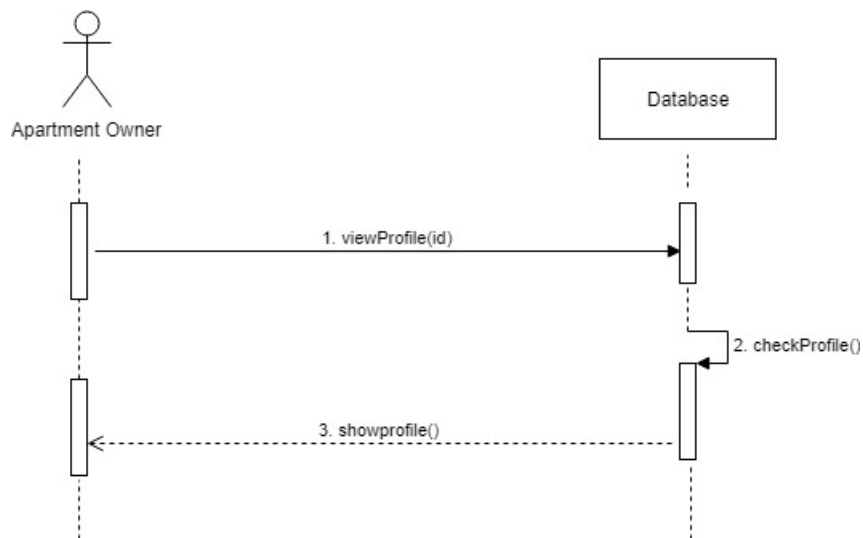 Apartment Owner
Database
1. viewProfile(id)
2. checkProfile()
3. showprofile()